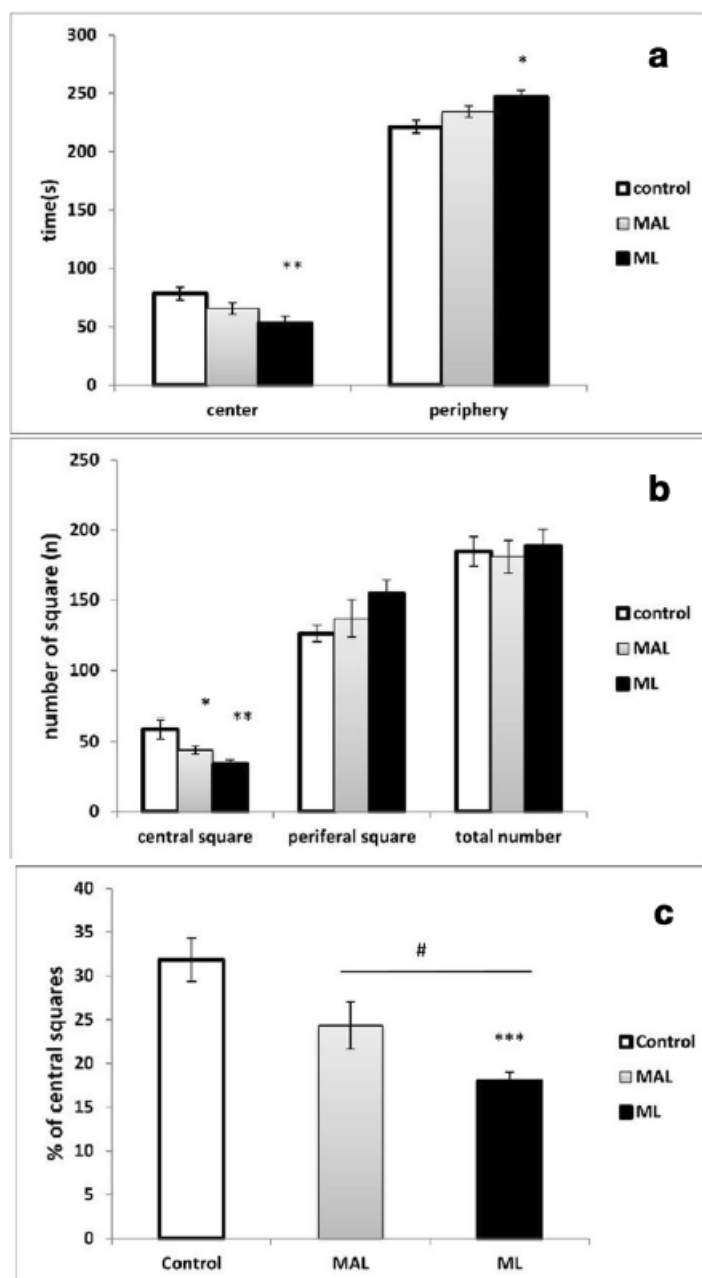 a
300
250
200
150
100
50
0
time(s)
*
**
control
MAL
ML
center periphery
b
250
200
150
100
50
0
number of square (n)
*
**
control
MAL
ML
central square periferal square total number
c
40
35
30
25
20
15
10
5
0
% of central squares
#
***
Control
MAL
ML
Control MAL ML